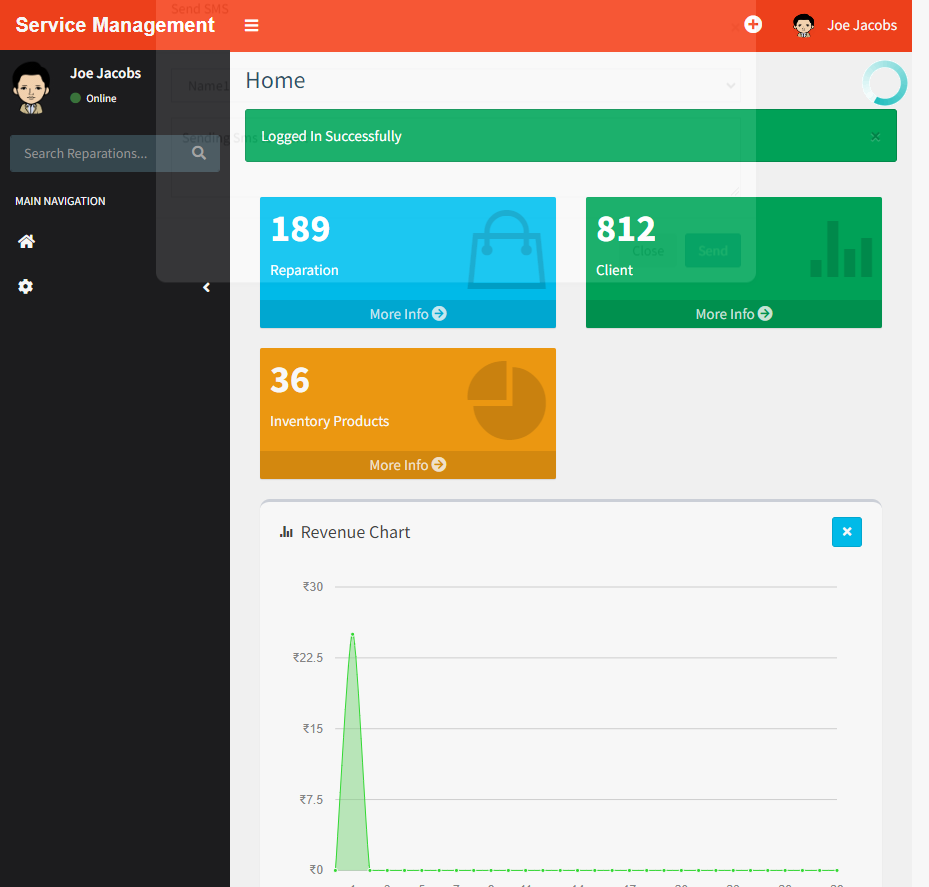 Send SMS
Service Management
Joe Jacobs
Joe Jacobs
Online
Home
Name1
Search Reparations...
Sending Sms
Logged In Successfully
×
MAIN NAVIGATION
189
Reparation
More Info
812
Client
Close
Send
More Info
36
Inventory Products
More Info
Revenue Chart
₹30
₹22.5
₹15
₹7.5
₹0